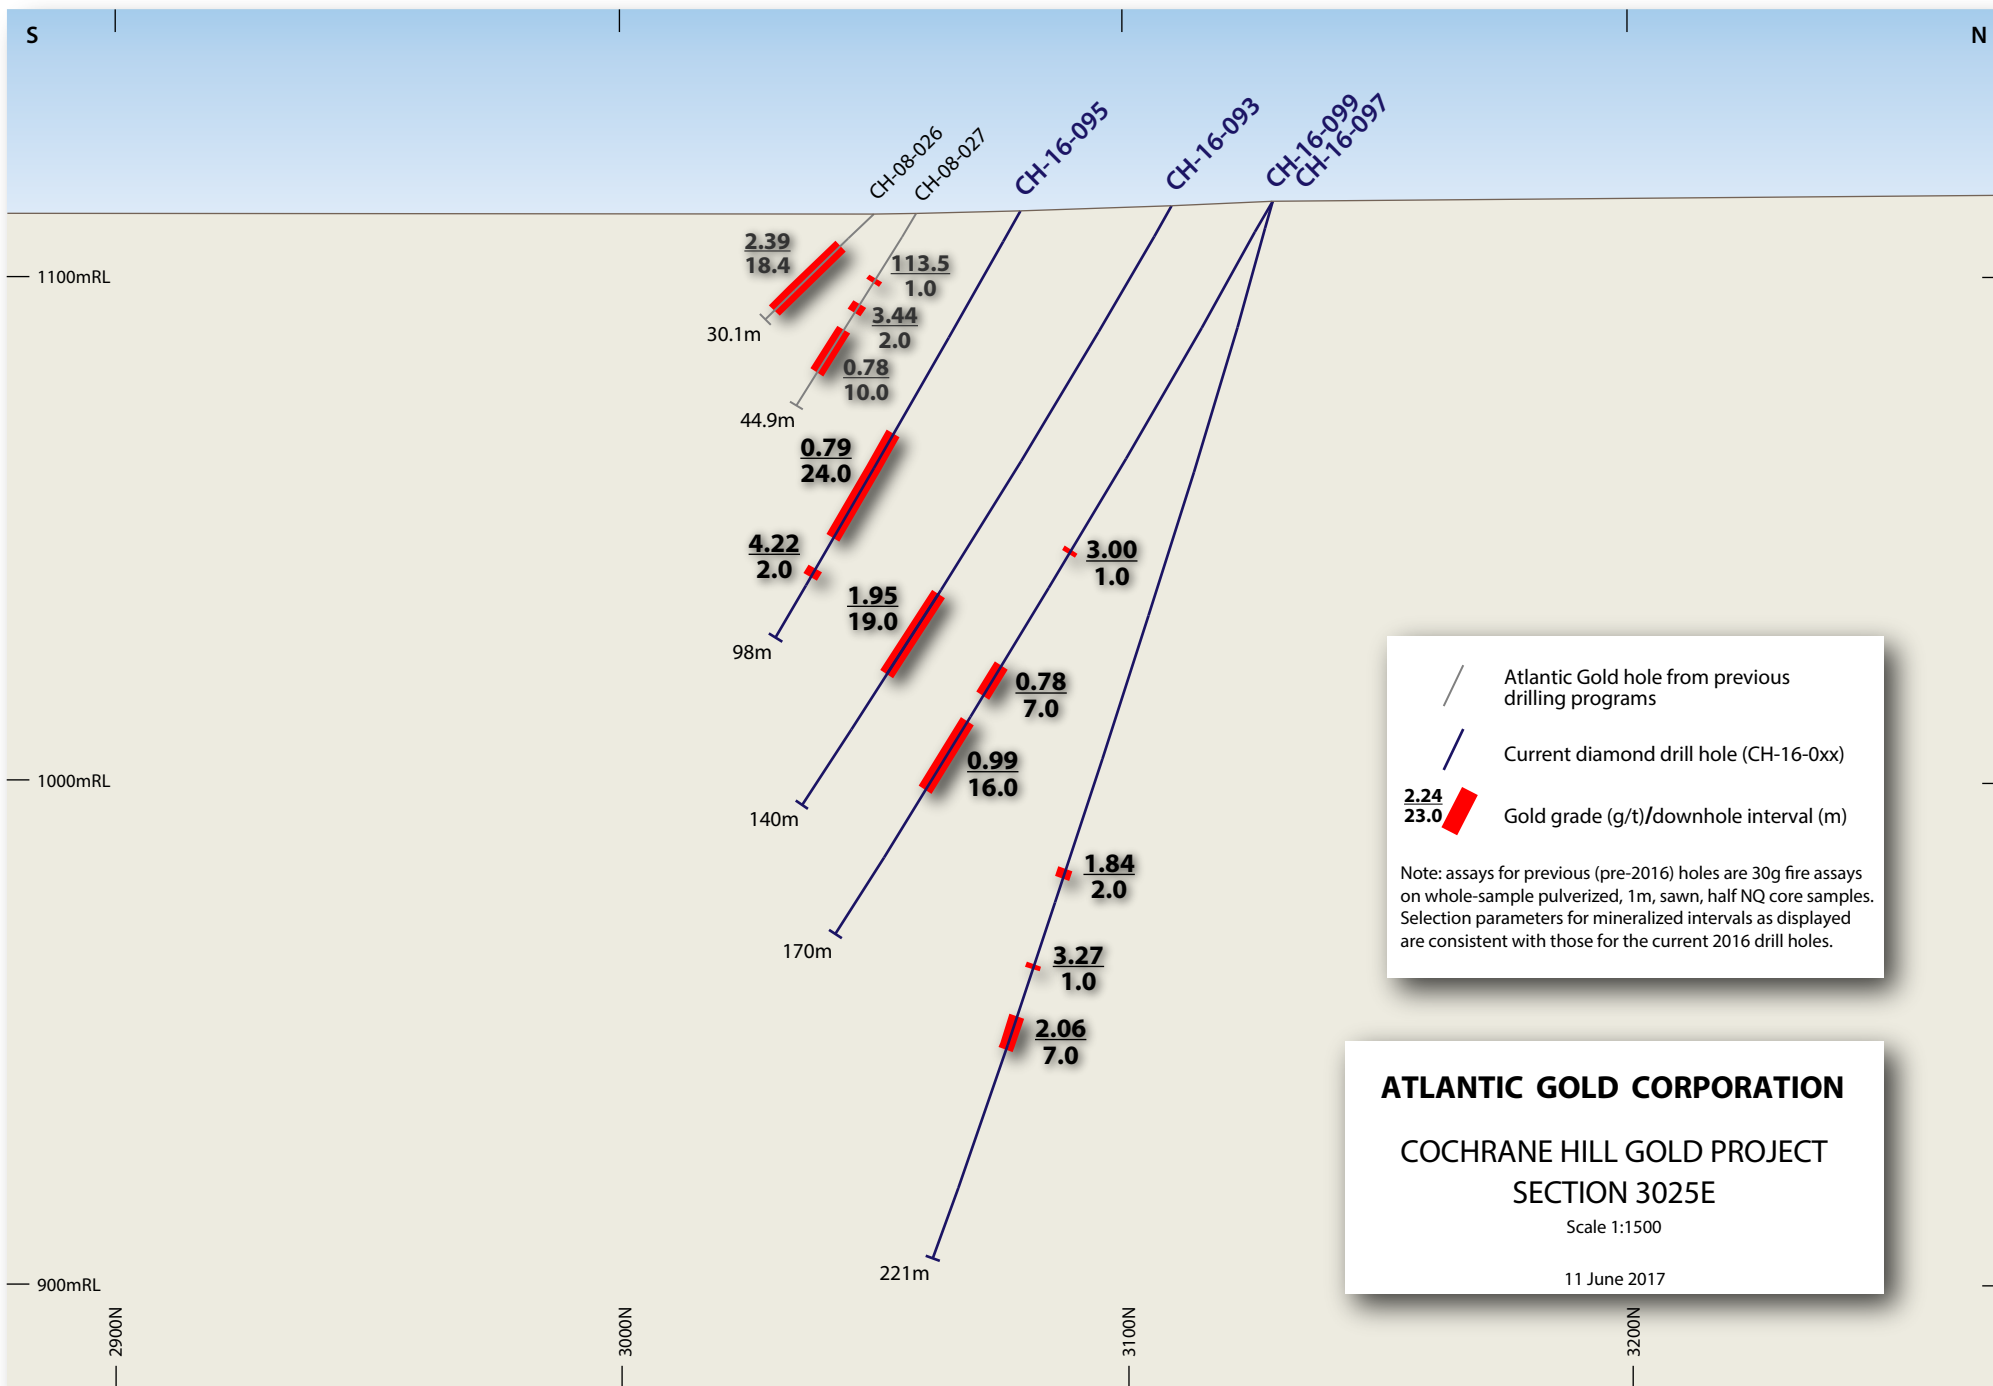 S
N
CH-08-026
CH-08-027
CH-16-095
CH-16-093
CH-16-099
CH-16-097
1100mRL
2.39
18.4
30.1m
113.5
1.0
3.44
2.0
0.78
10.0
44.9m
0.79
24.0
4.22
2.0
98m
1.95
19.0
140m
3.00
1.0
0.78
7.0
0.99
16.0
170m
1.84
2.0
3.27
1.0
2.06
7.0
221m
1000mRL
900mRL
2900N
3000N
3100N
3200N
Atlantic Gold hole from previous
drilling programs
Current diamond drill hole (CH-16-0xx)
2.24
23.0
Gold grade (g/t)/downhole interval (m)
Note: assays for previous (pre-2016) holes are 30g fire assays
on whole-sample pulverized, 1m, sawn, half NQ core samples.
Selection parameters for mineralized intervals as displayed
are consistent with those for the current 2016 drill holes.
ATLANTIC GOLD CORPORATION
COCHRANE HILL GOLD PROJECT
SECTION 3025E
Scale 1:1500
11 June 2017